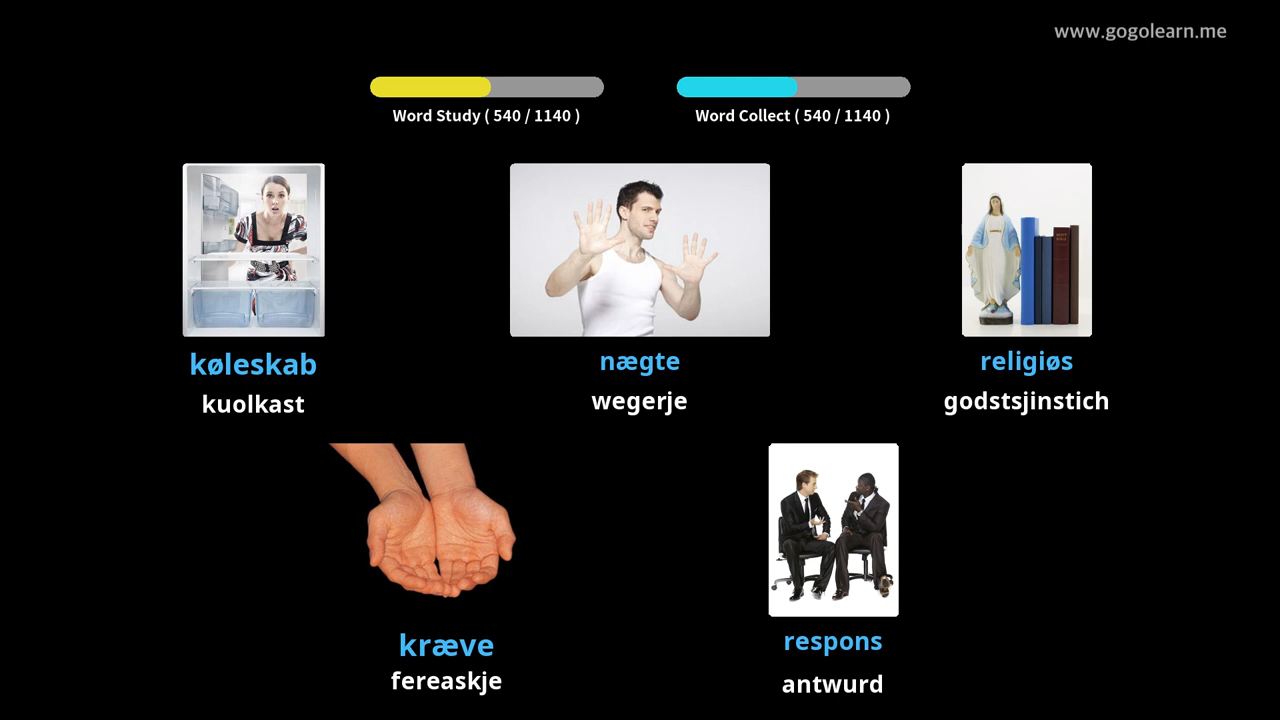 www.gogolearn.me
Word Study ( 540 / 1140 )
Word Collect ( 540 / 1140 )
køleskab
kuolkast
nægte
wegerje
religiøs
godstsjinstich
kræve
fereaskje
respons
antwurd